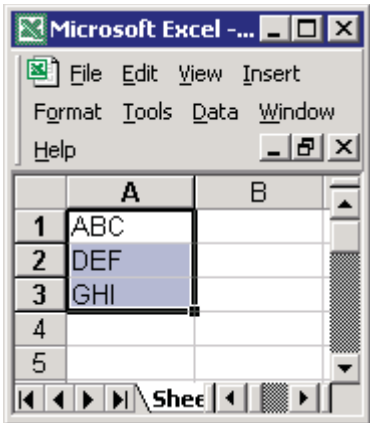 Microsoft Excel -...
File Edit View Insert
Format Tools Data Window
Help
A B
1 ABC
2 DEF
3 GHI
4
5
Shee